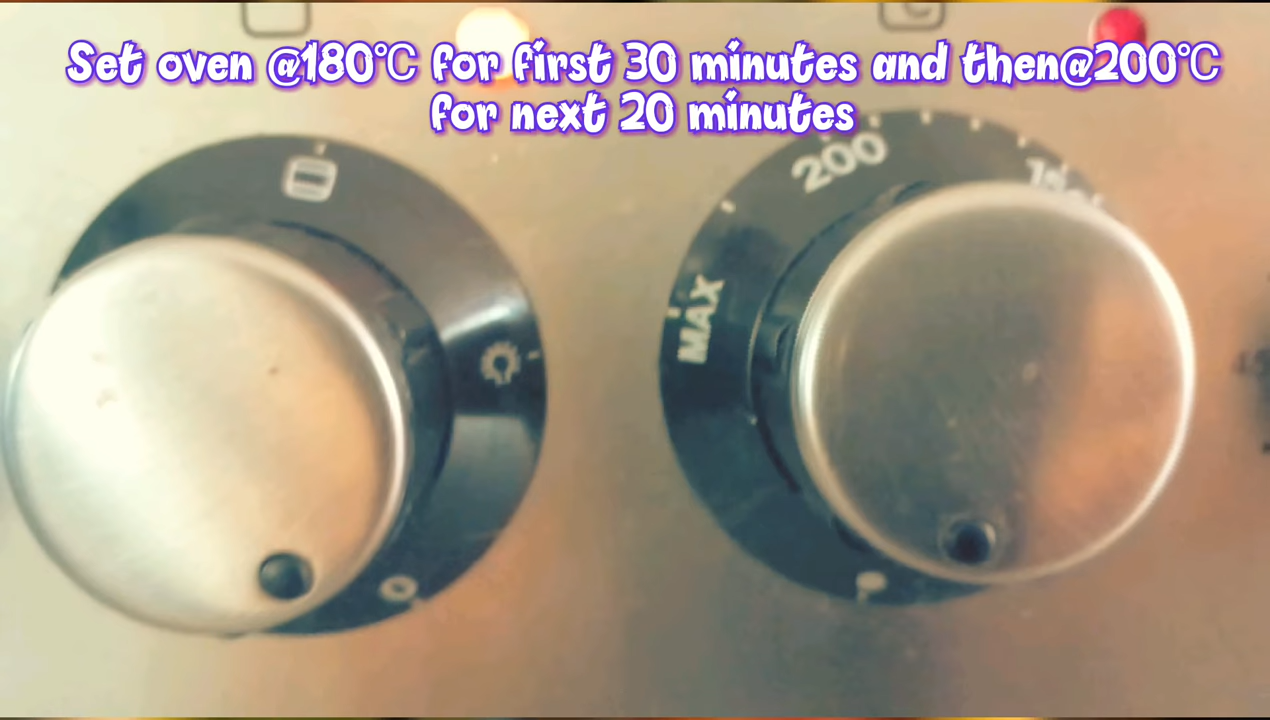 Set oven @180°C for first 30 minutes and then@200°C
for next 20 minutes
200
MAX